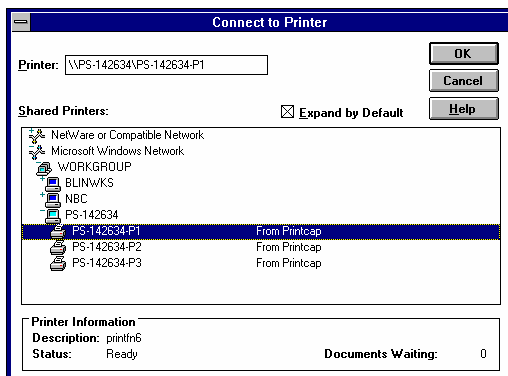 Connect to Printer
Printer: \\PS-142634\PS-142634-P1
OK
Cancel
Help
Shared Printers:
Expand by Default
NetWare or Compatible Network
Microsoft Windows Network
WORKGROUP
BLINWKS
NBC
PS-142634
PS-142634-P1 From Printcap
PS-142634-P2 From Printcap
PS-142634-P3 From Printcap
Printer Information
Description: printfn6
Status: Ready Documents Waiting: 0